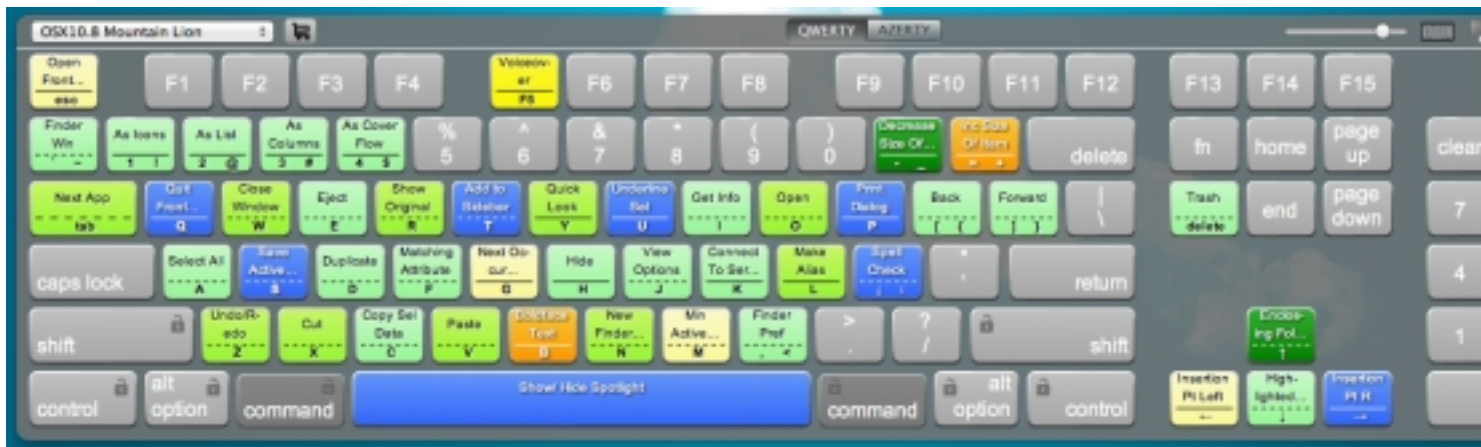 OSX10.8 Mountain Lion QWERTY AZERTY
Open Front... esc F1 F2 F3 F4 Voiceov-er F5 F6 F7 F8 F9 F10 F11 F12 F13 F14 F15
Finder Win ` ~ As Icons 1 ! As List 2 @ As Columns 3 # As Cover Flow 4 $ % 5 ^ 6 & 7 * 8 ( 9 ) 0 Decrease Size Of... - _ Inc Size Of Item = + delete fn home page up clear
Next App tab Quit Front... Q Close Window W Eject E Show Original R Add to Sidebar T Quick Look Y Underline Sel U Get Info I Open O Print Dialog P Back [ { Forward ] } | \ Trash delete end page down 7
caps lock Select All A Save Active... S Duplicate D Matching Attribute F Next Oc-cur... G Hide H View Options J Connect To Ser... K Make Alias L Spell Check ; : " ' return 4
shift Undo/R-edo Z Cut X Copy Sel Data C Paste V Boldface Text B New Finder... N Min Active... M Finder Pref , < > . ? / shift Enclos-ing Fol... ↑ 1
control alt option command Show/ Hide Spotlight command alt option control Insertion Pt Left ← High-lighted... ↓ Insertion Pt R →